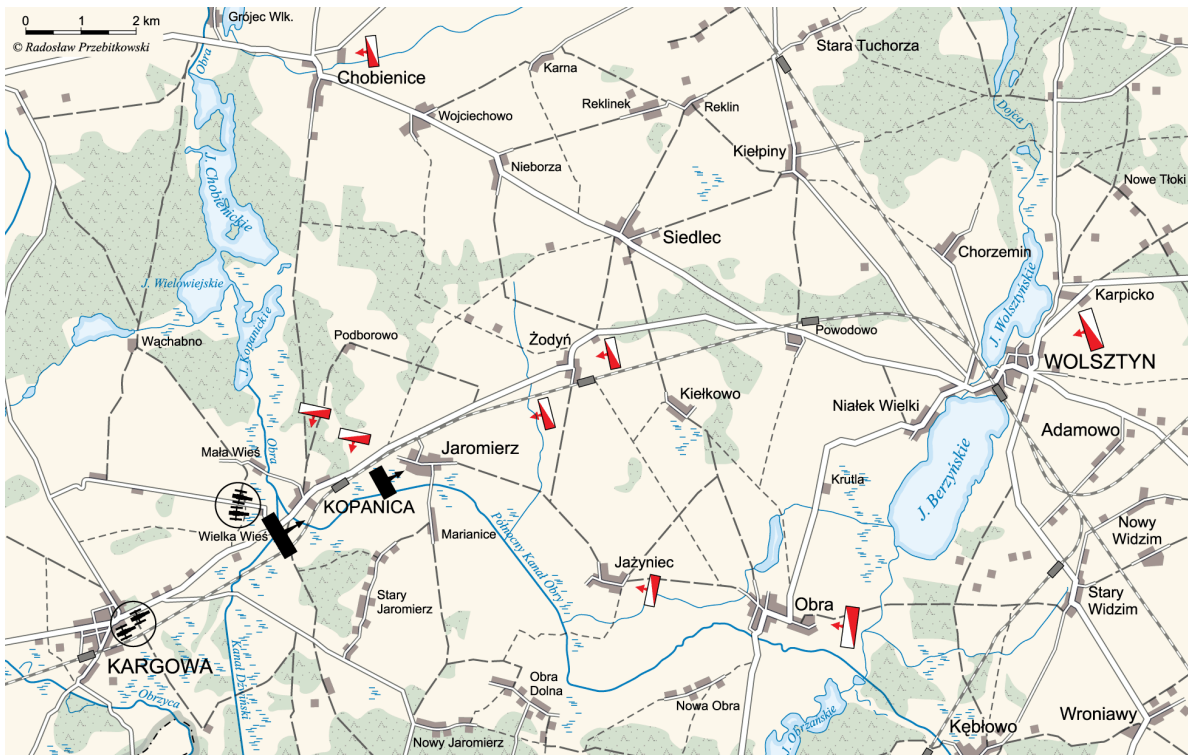 Grójec Wlk.
0 1 2 km
© Radosław Przebitkowski
Obra
Chobienice
Karna
Stara Tuchorza
Wojciechowo
Reklinek
Reklin
Dojca
Nieborza
Kiełpiny
J. Chobienickie
Nowe Tłoki
Siedlec
Chorzemin
J. Wielowiejskie
J. Kopanickie
J. Wolsztyńskie
Karpicko
Wąchabno
Podborowo
Żodyń
Powodowo
WOLSZTYN
Kiełkowo
Niałek Wielki
Adamowo
Obra
Mała Wieś
Jaromierz
J. Berzyńskie
Krutla
KOPANICA
Wielka Wieś
Marianice
Północny Kanał Obry
Nowy
Widzim
Jażyniec
Stary
Jaromierz
Obra
Stary
Widzim
KARGOWA
Kanał Dźwiński
Obrzyca
Obra
Dolna
Nowa Obra
J. Obrzańskie
Nowy Jaromierz
Kębłowo
Wroniawy